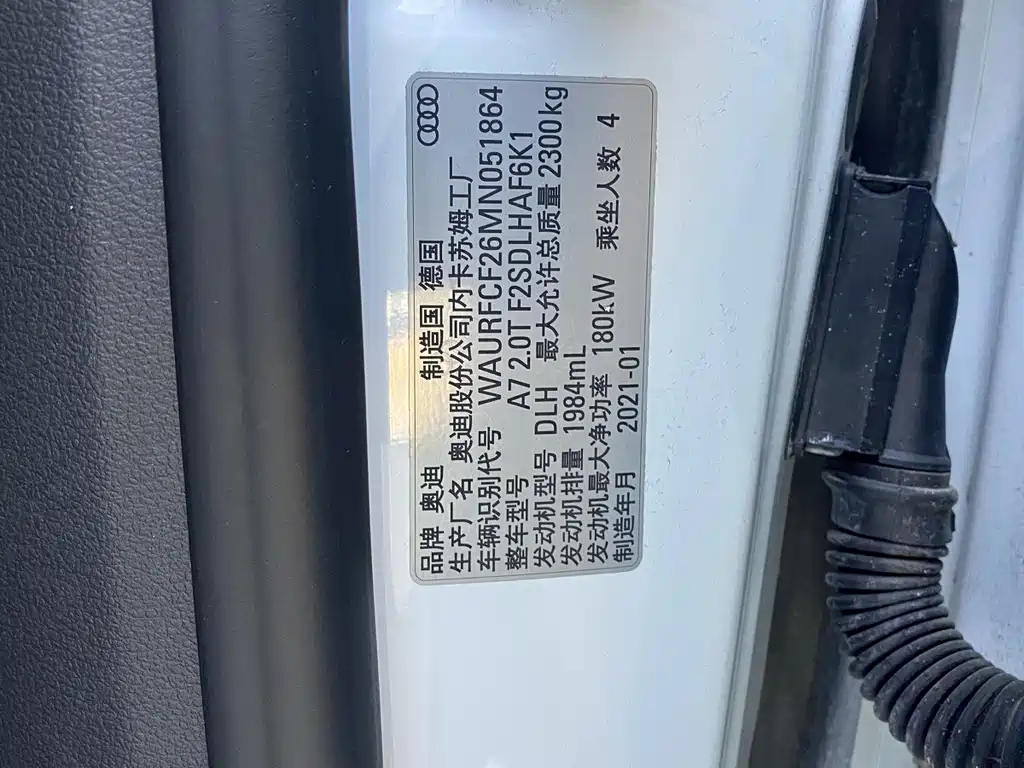 品牌 奥迪 制造国 德国
生产厂名 奥迪股份公司内卡苏姆工厂
车辆识别代号 WAURFCF26MN051864
整车型号 A7 2.0T F2SDLHAF6K1
发动机型号 DLH 最大允许总质量 2300kg
发动机排量 1984mL
发动机最大净功率 180kW 乘坐人数 4
制造年月 2021-01